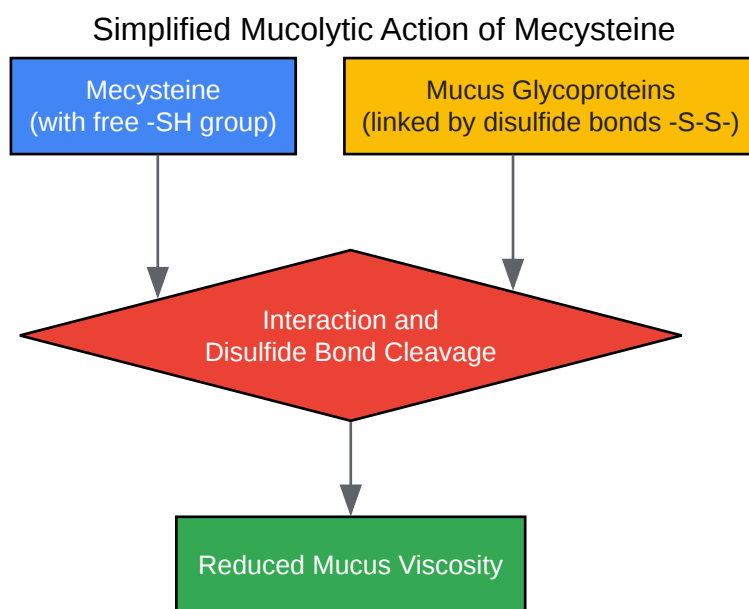 Simplified Mucolytic Action of Mecysteine
Mecysteine
(with free -SH group)
Mucus Glycoproteins
(linked by disulfide bonds -S-S-)
Interaction and
Disulfide Bond Cleavage
Reduced Mucus Viscosity